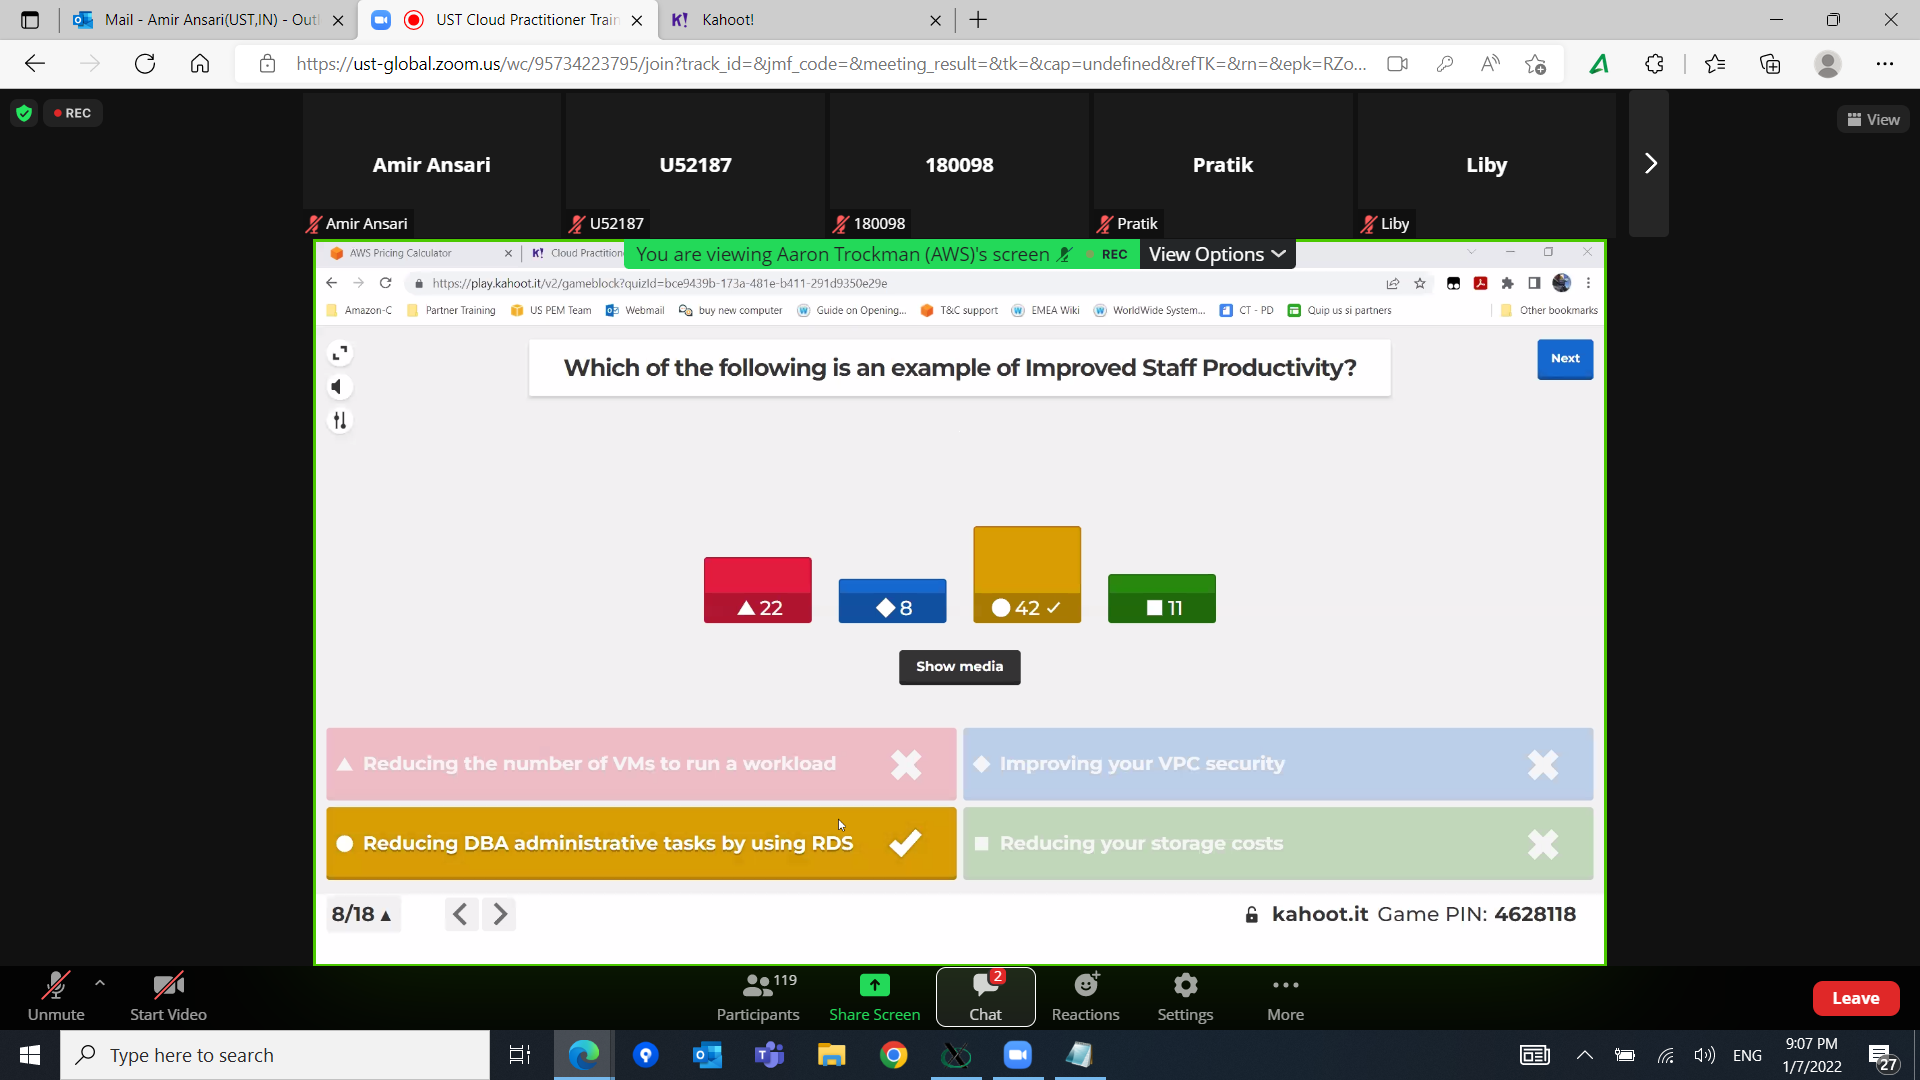 Mail - Amir Ansari(UST,IN) - Outl
UST Cloud Practitioner Train
K! Kahoot!
https://ust-global.zoom.us/wc/95734223795/join?track_id=&jmf_code=&meeting_result=&tk=&cap=undefined&refTK=&rn=&epk=RZo...
REC
View
Amir Ansari
U52187
180098
Pratik
Liby
Amir Ansari
U52187
180098
Pratik
Liby
AWS Pricing Calculator
K! Cloud Practition
You are viewing Aaron Trockman (AWS)'s screen
REC
View Options
https://play.kahoot.it/v2/gameblock?quizId=bce9439b-173a-481e-b411-291d9350e29e
Amazon-C
Partner Training
US PEM Team
Webmail
buy new computer
Guide on Opening...
T&C support
EMEA Wiki
WorldWide System...
CT - PD
Quip us si partners
Other bookmarks
Which of the following is an example of Improved Staff Productivity?
Next
22
8
42
11
Show media
Reducing the number of VMs to run a workload
Improving your VPC security
Reducing DBA administrative tasks by using RDS
Reducing your storage costs
8/18
kahoot.it Game PIN: 4628118
Unmute
Start Video
119
Participants
Share Screen
2
Chat
Reactions
Settings
More
Leave
Type here to search
ENG
9:07 PM
1/7/2022
27